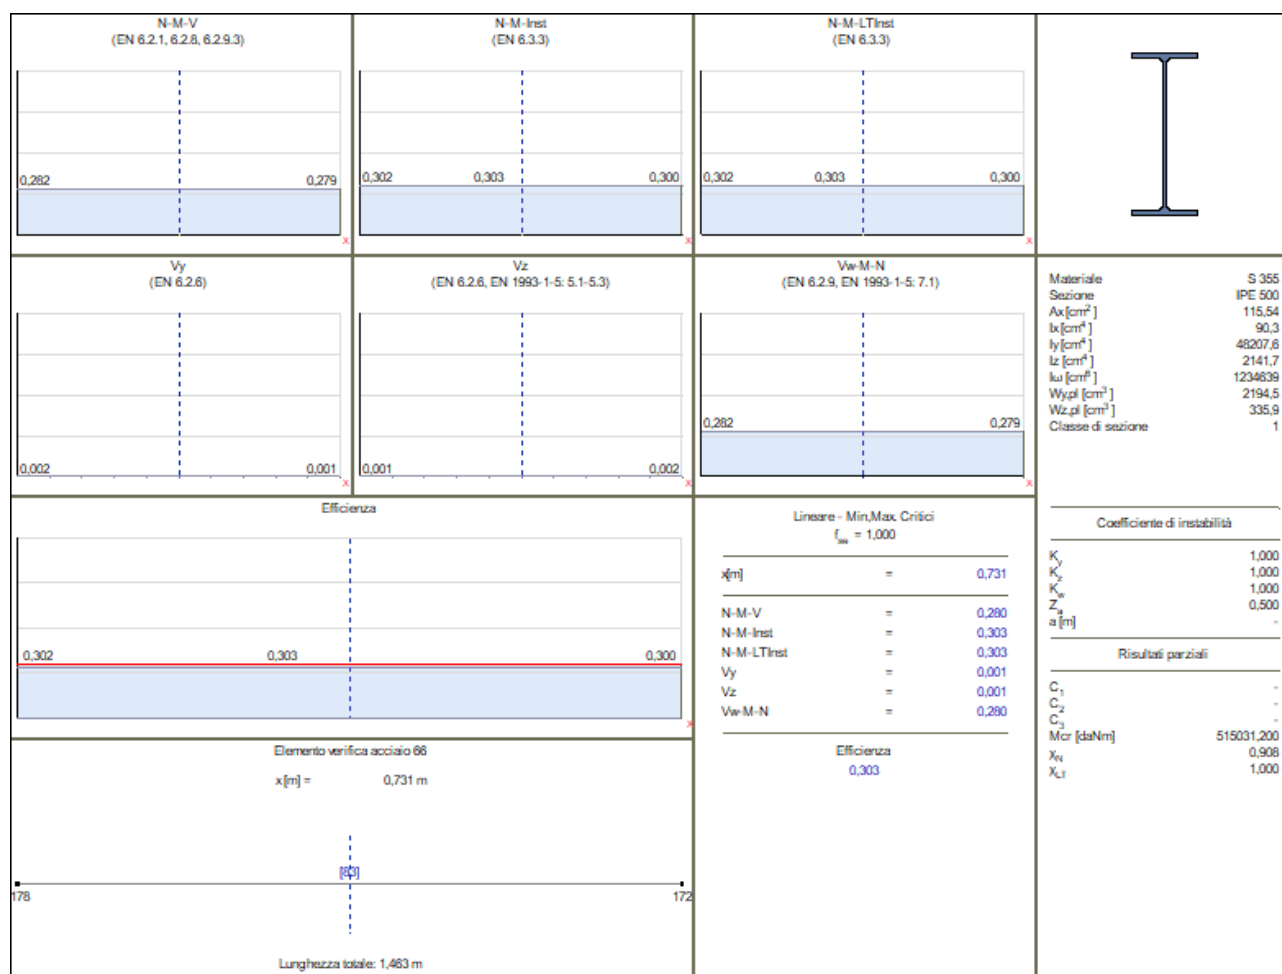 N-M-V
(EN 6.2.1, 6.2.8, 6.2.9.3)
0,282
0,279
x
N-M-Inst
(EN 6.3.3)
0,302
0,303
0,300
x
N-M-LTInst
(EN 6.3.3)
0,302
0,303
0,300
x
Vy
(EN 6.2.6)
0,002
0,001
x
Vz
(EN 6.2.6, EN 1993-1-5: 5.1-5.3)
0,001
0,002
x
Vw-M-N
(EN 6.2.9, EN 1993-1-5: 7.1)
0,282
0,279
x
Materiale S 355
Sezione IPE 500
Ax [cm²] 115,54
Ix [cm⁴] 90,3
Iy [cm⁴] 48207,6
Iz [cm⁴] 2141,7
Iω [cm⁶] 1234639
Wy,pl [cm³] 2194,5
Wz,pl [cm³] 335,9
Classe di sezione 1
Efficienza
0,302
0,303
0,300
x
Lineare - Min,Max. Critici
= 1,000
x[m] = 0,731
N-M-V = 0,280
N-M-Inst = 0,303
N-M-LTInst = 0,303
Vy = 0,001
Vz = 0,001
Vw-M-N = 0,280
Efficienza
0,303
Coefficiente di instabilità
Ky 1,000
Kz 1,000
Kw 1,000
Za 0,500
a [m] -
Risultati parziali
C1 -
C2 -
C3 -
Mcr [daNm] 515031,200
χN 0,908
χLT 1,000
Elemento verifica acciaio 66
x [m] = 0,731 m
[83]
178
172
Lunghezza totale: 1,463 m